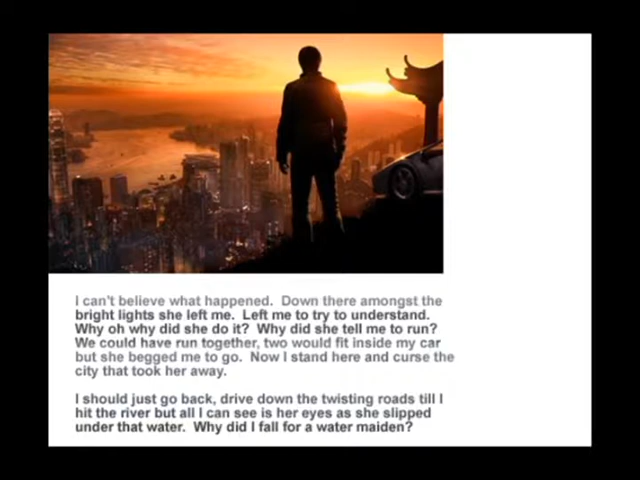 I can't believe what happened.  Down there amongst the
bright lights she left me.  Left me to try to understand.
Why oh why did she do it?  Why did she tell me to run?
We could have run together, two would fit inside my car
but she begged me to go.  Now I stand here and curse the
city that took her away.
I should just go back, drive down the twisting roads till I
hit the river but all I can see is her eyes as she slipped
under that water.  Why did I fall for a water maiden?